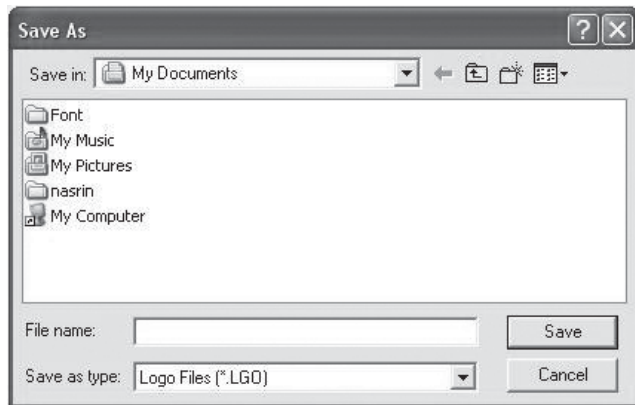 Save As
Save in: My Documents
Font
My Music
My Pictures
nasrin
My Computer
File name:
Save
Save as type: Logo Files (*.LGO)
Cancel